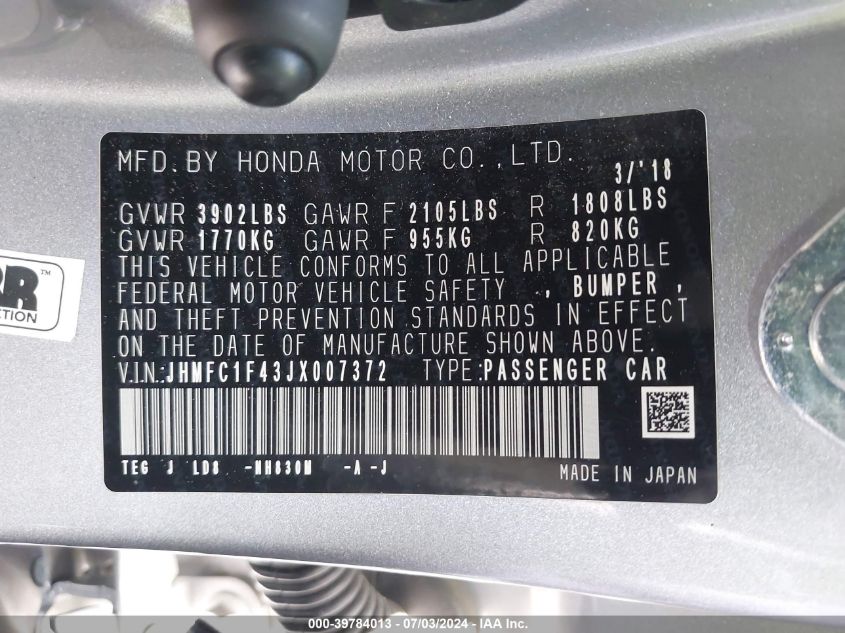 MFD. BY HONDA MOTOR CO., LTD. 3/'18
GVWR 3902LBS GAWR F 2105LBS R 1808LBS
GVWR 1770KG GAWR F 955KG R 820KG
THIS VEHICLE CONFORMS TO ALL APPLICABLE
FEDERAL MOTOR VEHICLE SAFETY , BUMPER ,
AND THEFT PREVENTION STANDARDS IN EFFECT
ON THE DATE OF MANUFACTURE SHOWN ABOVE.
V.I.N.: JHMFC1F43JX007372 TYPE: PASSENGER CAR
TEG J LD8 -NH830M -A -J
MADE IN JAPAN
000-39784013 - 07/03/2024 - IAA Inc.